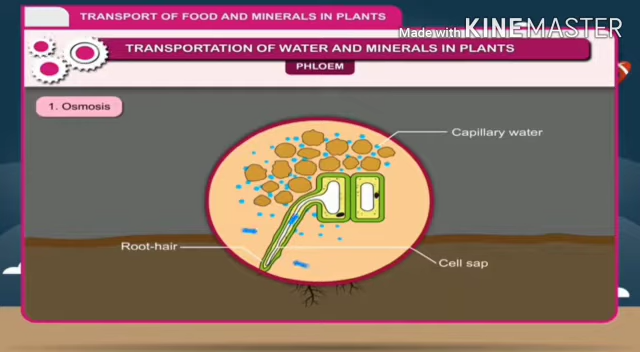 TRANSPORT OF FOOD AND MINERALS IN PLANTS
Made with KINEMASTER
TRANSPORTATION OF WATER AND MINERALS IN PLANTS
PHLOEM
1. Osmosis
Capillary water
Root-hair
Cell sap